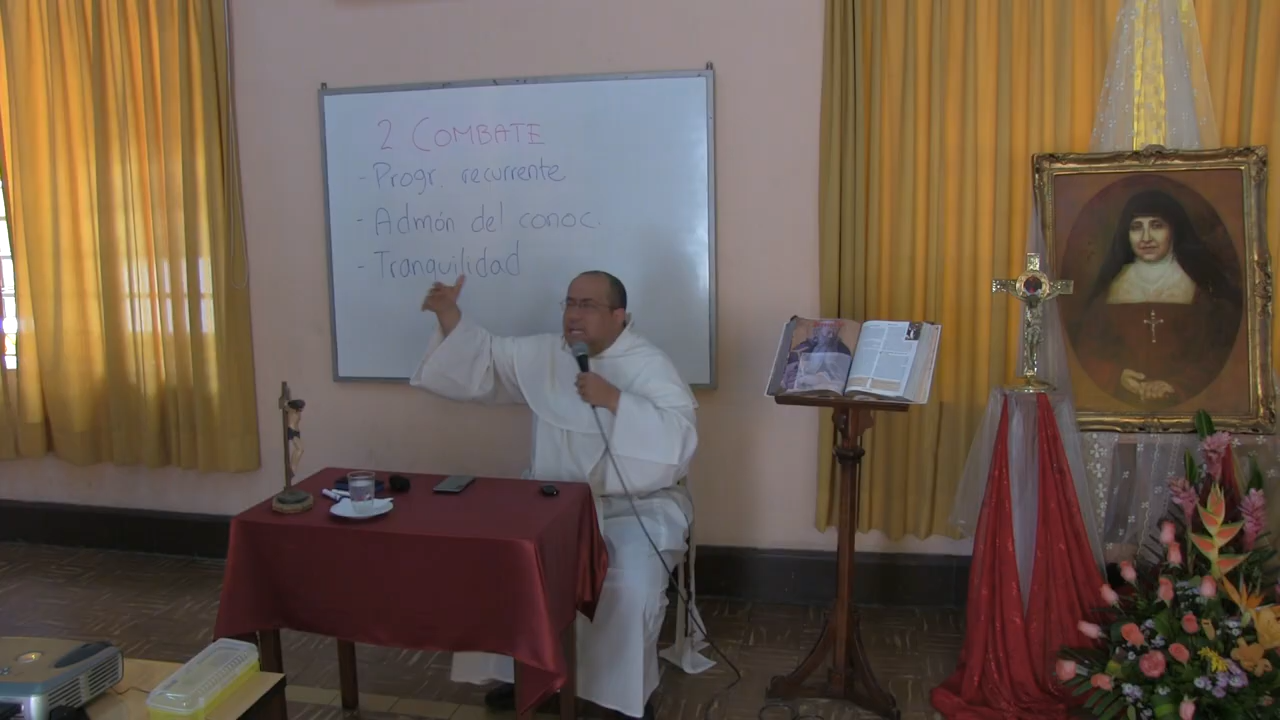 2 COMBATE
- Progr. recurrente
- Admón del conoc.
- Tranquilidad